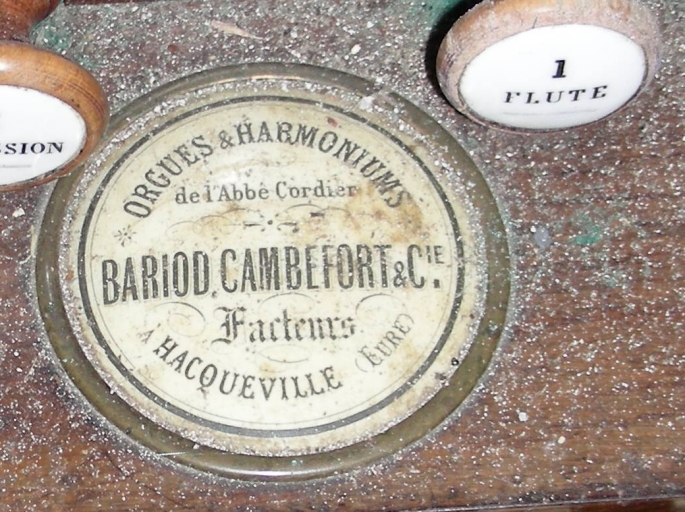 SSION
1
FLUTE
ORGUES & HARMONIUMS
de l'Abbé Cordier
BARIOD, CAMBEFORT & CIE.
Facteurs
À HACQUEVILLE (EURE)